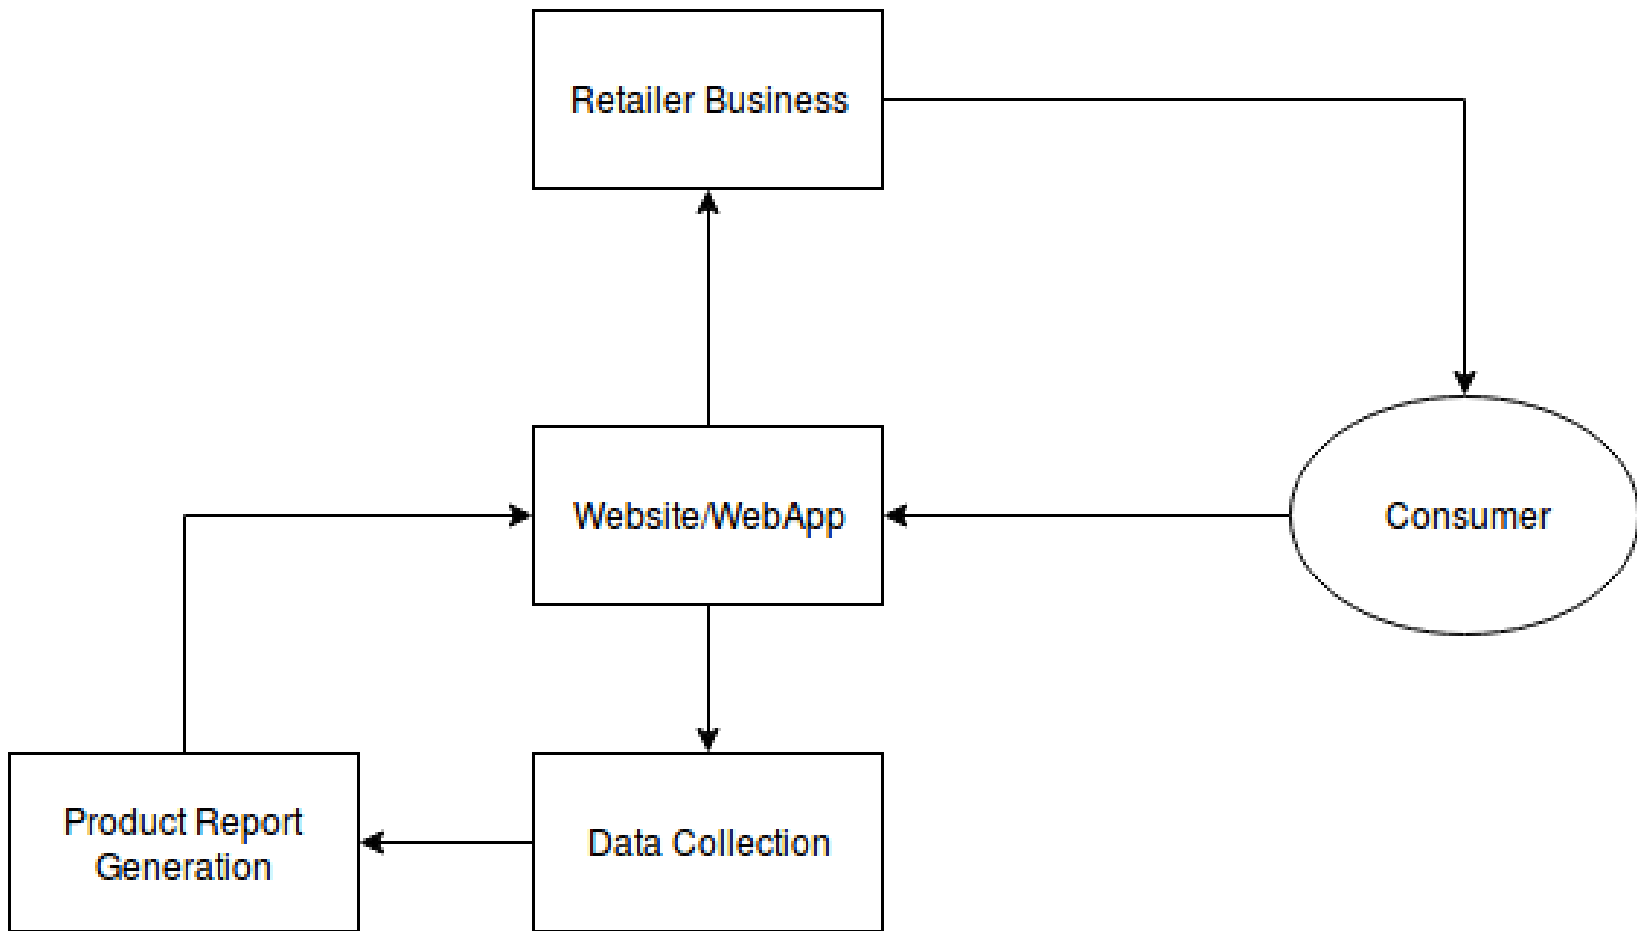 Retailer Business
Website/WebApp
Consumer
Product Report
Generation
Data Collection